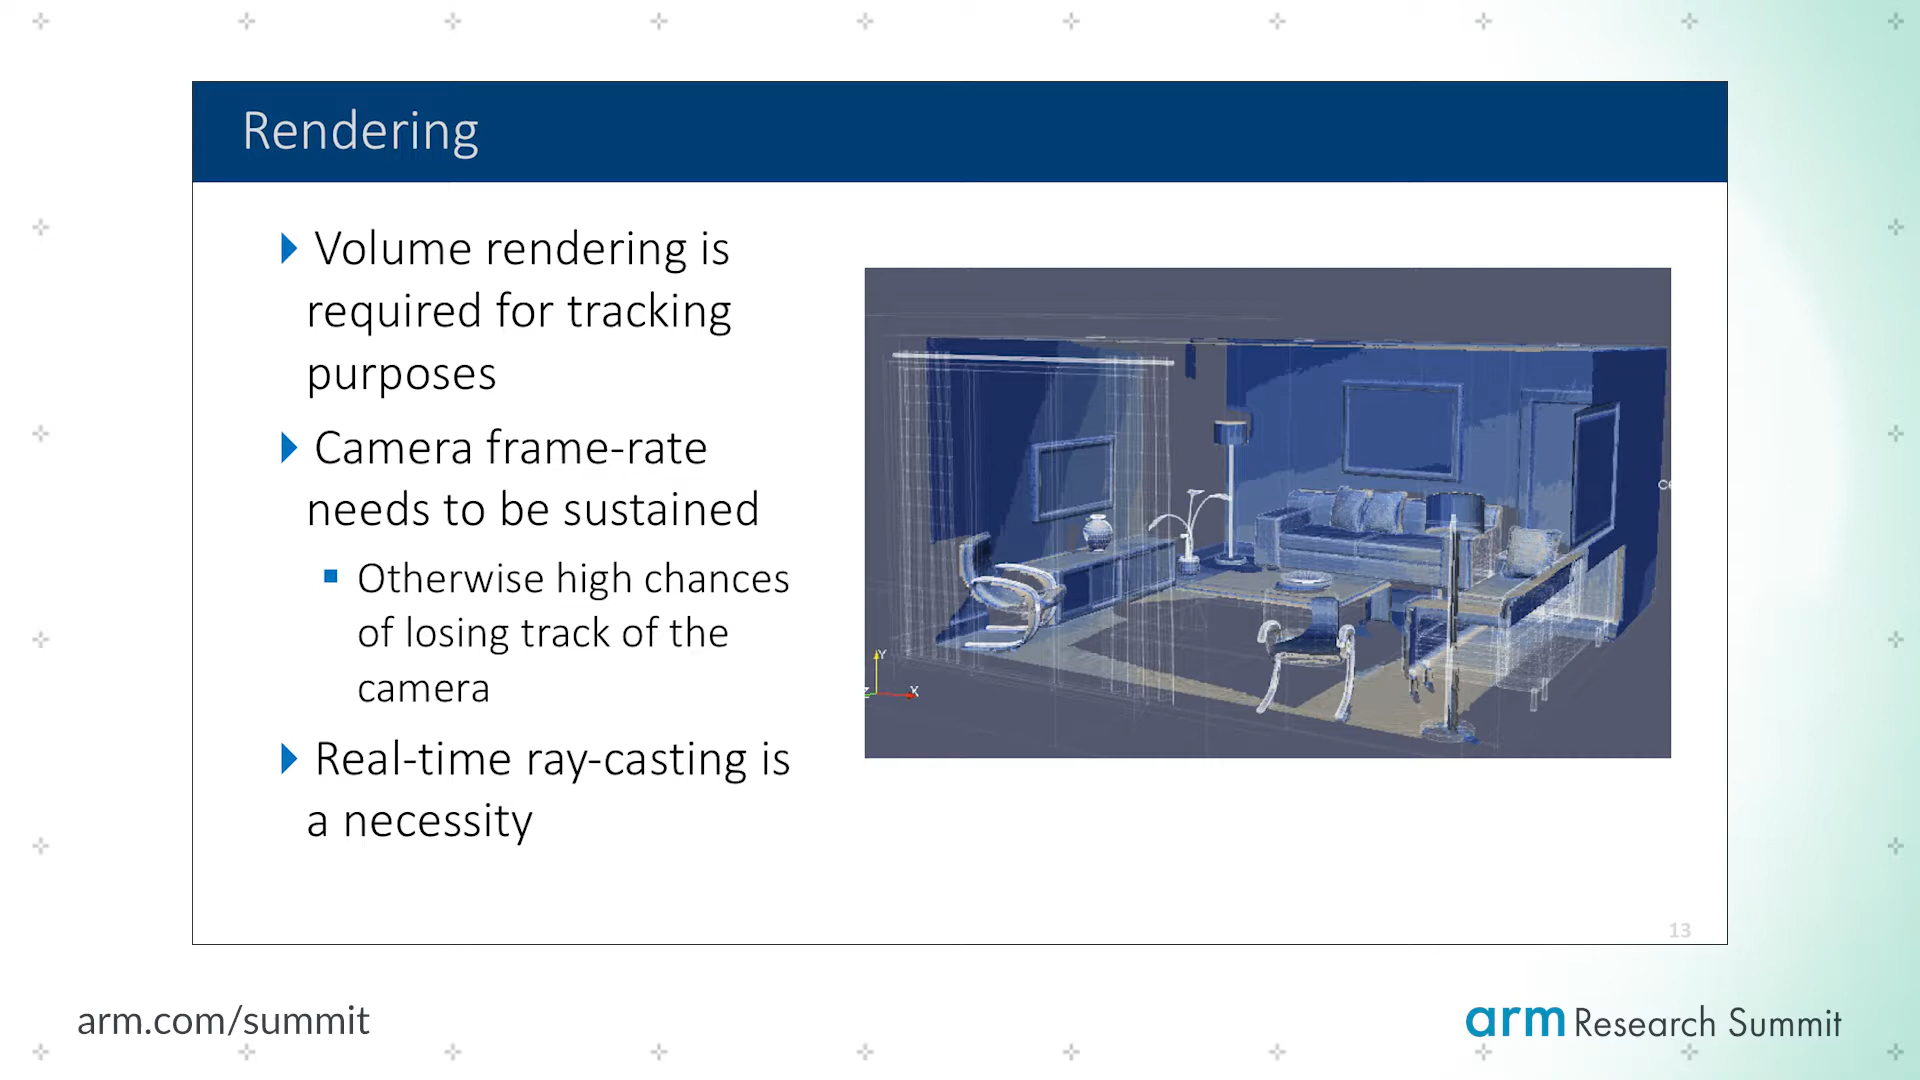 Rendering
Volume rendering is
required for tracking
purposes
Camera frame-rate
needs to be sustained
Otherwise high chances
of losing track of the
camera
Real-time ray-casting is
a necessity
Y
X
13
arm.com/summit
arm Research Summit